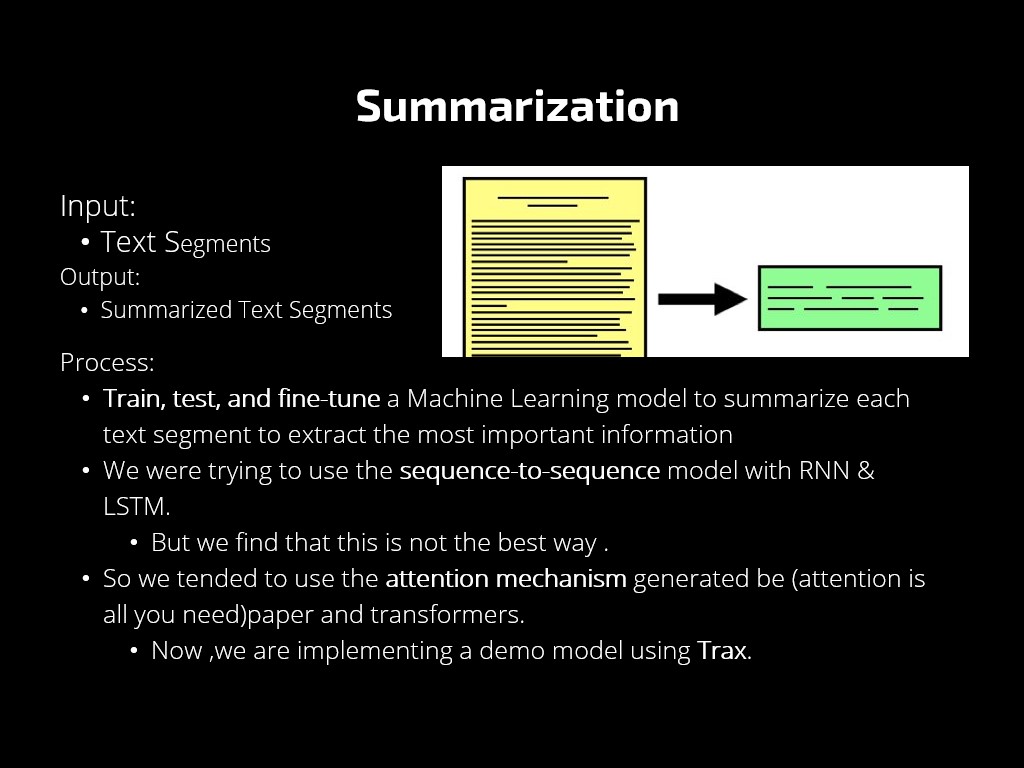 Summarization
Input:
• Text Segments
Output:
• Summarized Text Segments
Process:
• Train, test, and fine-tune a Machine Learning model to summarize each
text segment to extract the most important information
• We were trying to use the sequence-to-sequence model with RNN &
LSTM.
• But we find that this is not the best way .
• So we tended to use the attention mechanism generated be (attention is
all you need)paper and transformers.
• Now ,we are implementing a demo model using Trax.